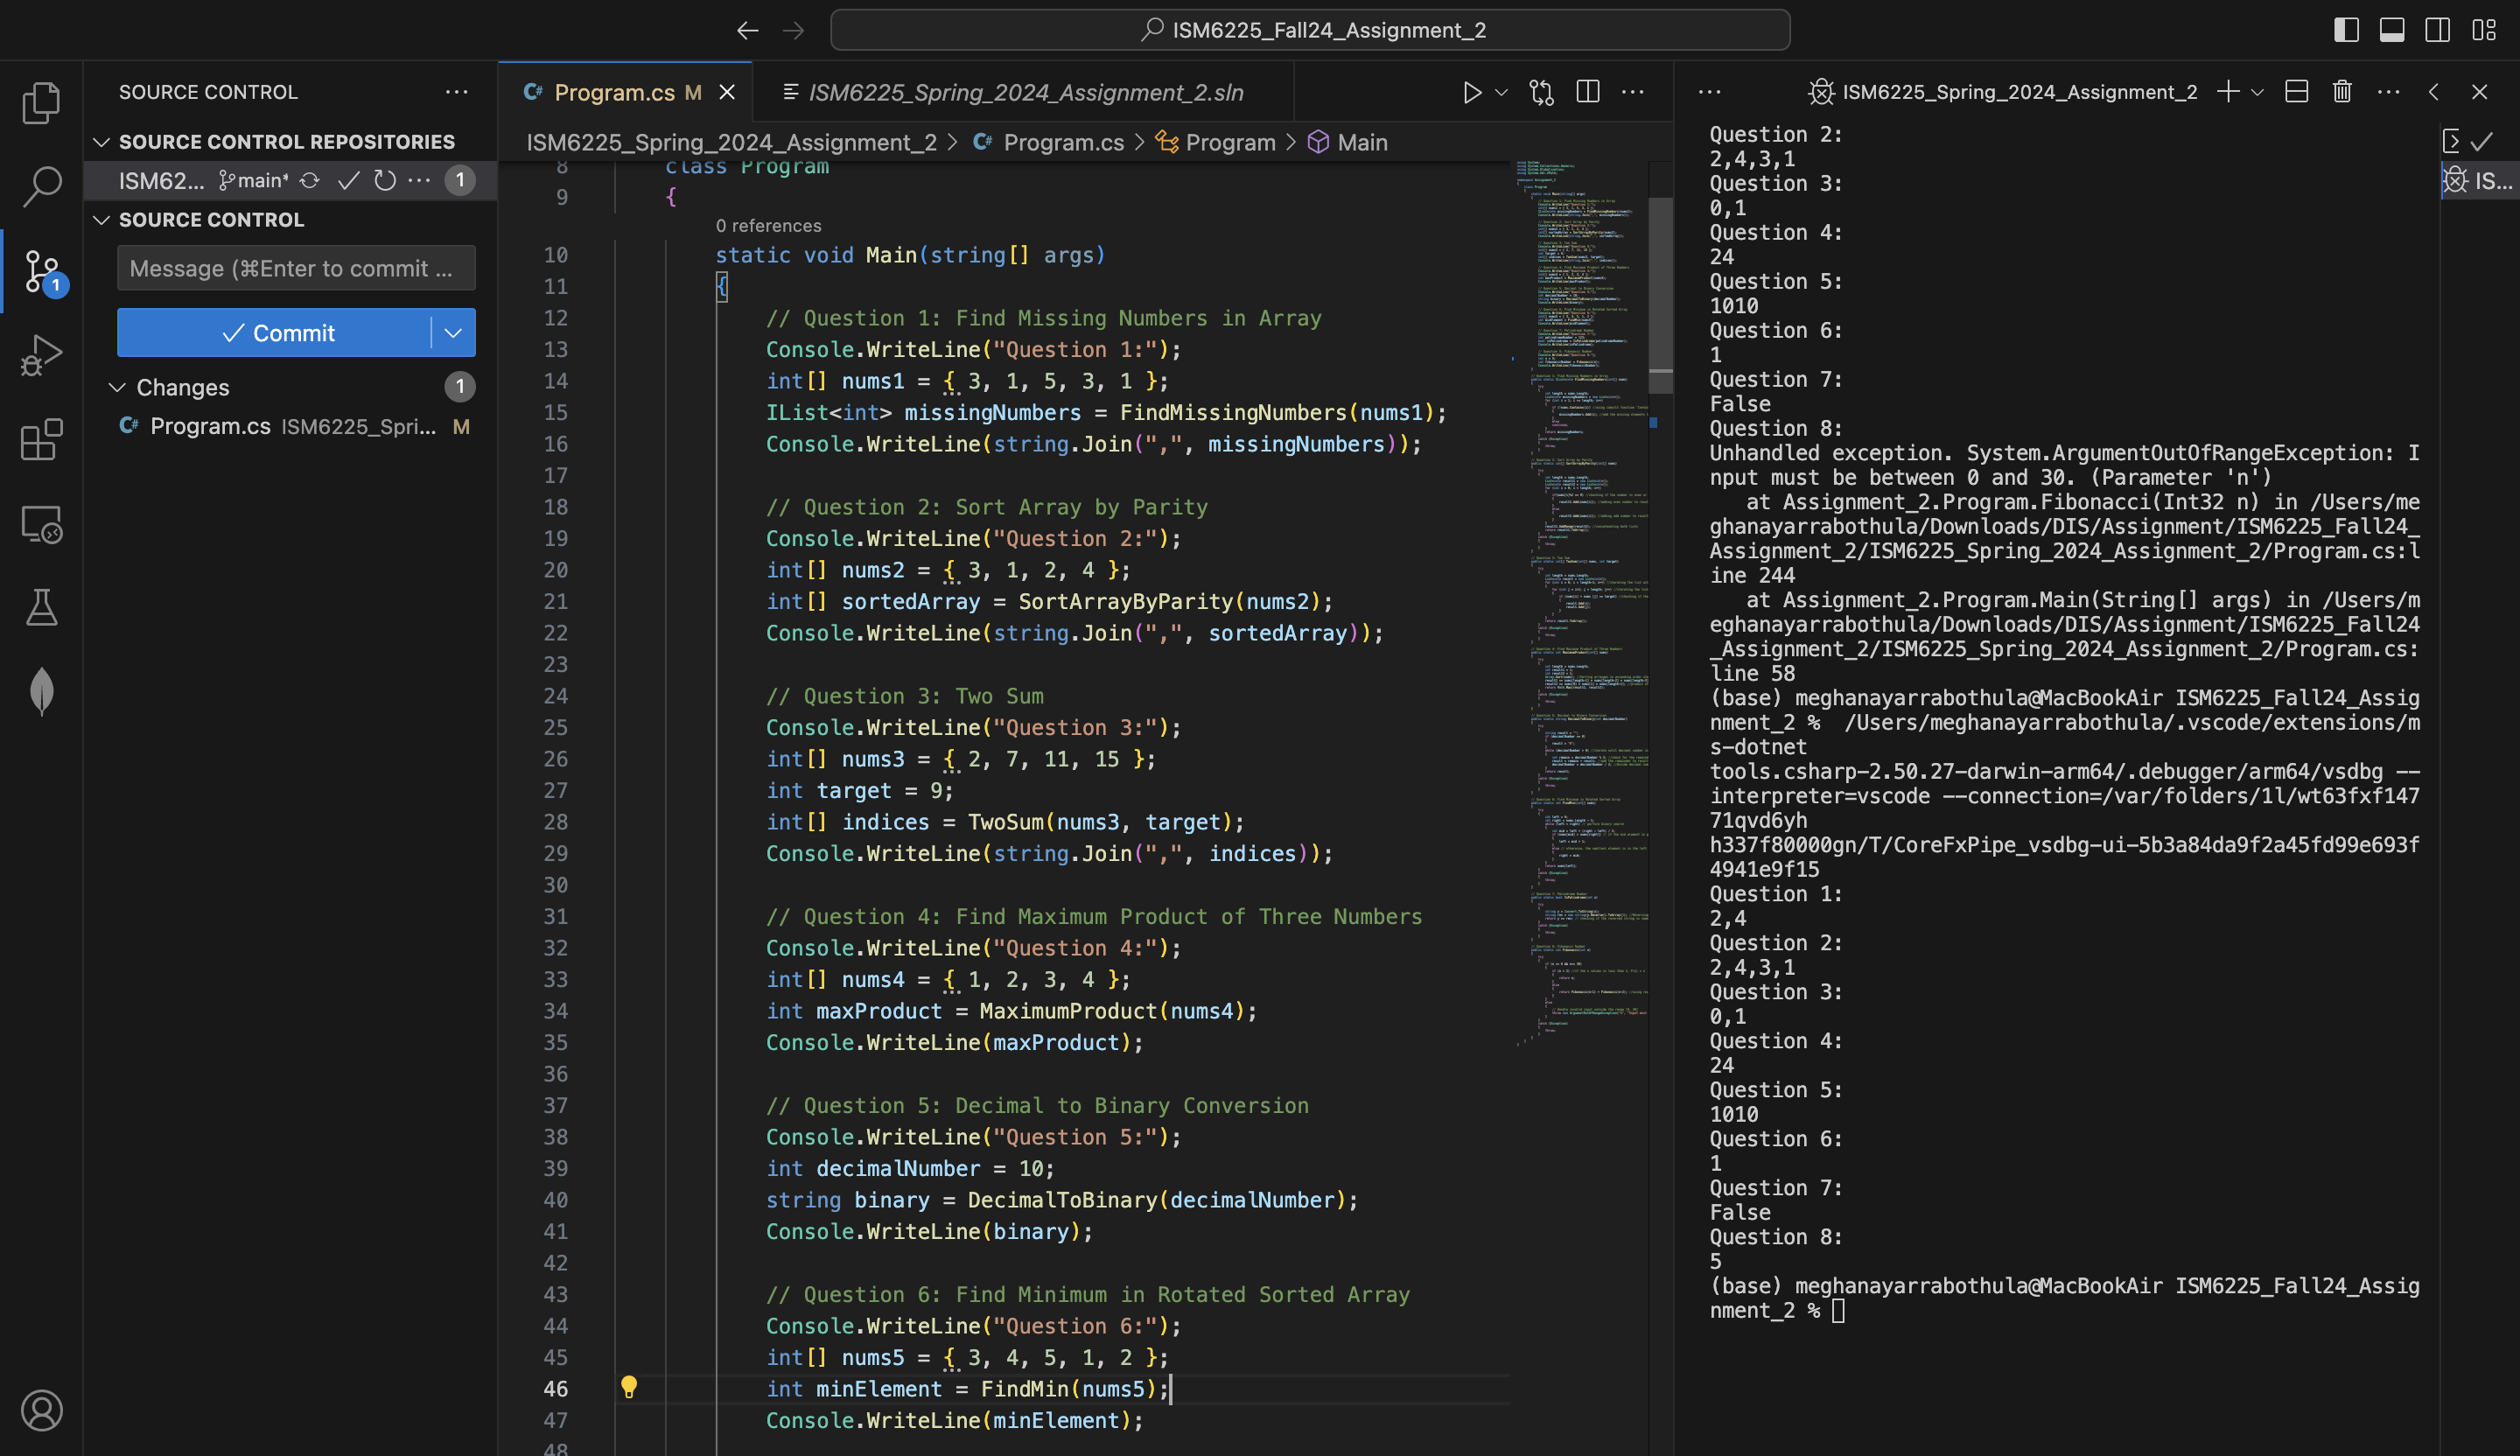 ISM6225_Fall24_Assignment_2
SOURCE CONTROL
SOURCE CONTROL REPOSITORIES
ISM62... main* 1
SOURCE CONTROL
Message (⌘Enter to commit ...
Commit
Changes 1
Program.cs ISM6225_Spri... M
1
Program.cs M
ISM6225_Spring_2024_Assignment_2.sln
ISM6225_Spring_2024_Assignment_2 > Program.cs > Program > Main
8 class Program
9 {
0 references
10 static void Main(string[] args)
11 {
12 // Question 1: Find Missing Numbers in Array
13 Console.WriteLine("Question 1:");
14 int[] nums1 = { 3, 1, 5, 3, 1 };
15 IList<int> missingNumbers = FindMissingNumbers(nums1);
16 Console.WriteLine(string.Join(",", missingNumbers));
17
18 // Question 2: Sort Array by Parity
19 Console.WriteLine("Question 2:");
20 int[] nums2 = { 3, 1, 2, 4 };
21 int[] sortedArray = SortArrayByParity(nums2);
22 Console.WriteLine(string.Join(",", sortedArray));
23
24 // Question 3: Two Sum
25 Console.WriteLine("Question 3:");
26 int[] nums3 = { 2, 7, 11, 15 };
27 int target = 9;
28 int[] indices = TwoSum(nums3, target);
29 Console.WriteLine(string.Join(",", indices));
30
31 // Question 4: Find Maximum Product of Three Numbers
32 Console.WriteLine("Question 4:");
33 int[] nums4 = { 1, 2, 3, 4 };
34 int maxProduct = MaximumProduct(nums4);
35 Console.WriteLine(maxProduct);
36
37 // Question 5: Decimal to Binary Conversion
38 Console.WriteLine("Question 5:");
39 int decimalNumber = 10;
40 string binary = DecimalToBinary(decimalNumber);
41 Console.WriteLine(binary);
42
43 // Question 6: Find Minimum in Rotated Sorted Array
44 Console.WriteLine("Question 6:");
45 int[] nums5 = { 3, 4, 5, 1, 2 };
46 int minElement = FindMin(nums5);
47 Console.WriteLine(minElement);
48
ISM6225_Spring_2024_Assignment_2
IS...
Question 2:
2,4,3,1
Question 3:
0,1
Question 4:
24
Question 5:
1010
Question 6:
1
Question 7:
False
Question 8:
Unhandled exception. System.ArgumentOutOfRangeException: I
nput must be between 0 and 30. (Parameter 'n')
at Assignment_2.Program.Fibonacci(Int32 n) in /Users/me
ghanayarrabothula/Downloads/DIS/Assignment/ISM6225_Fall24_
Assignment_2/ISM6225_Spring_2024_Assignment_2/Program.cs:l
ine 244
at Assignment_2.Program.Main(String[] args) in /Users/m
eghanayarrabothula/Downloads/DIS/Assignment/ISM6225_Fall24
_Assignment_2/ISM6225_Spring_2024_Assignment_2/Program.cs:
line 58
(base) meghanayarrabothula@MacBookAir ISM6225_Fall24_Assig
nment_2 % /Users/meghanayarrabothula/.vscode/extensions/m
s-dotnet
tools.csharp-2.50.27-darwin-arm64/.debugger/arm64/vsdbg --
interpreter=vscode --connection=/var/folders/1l/wt63fxf147
71qvd6yh
h337f80000gn/T/CoreFxPipe_vsdbg-ui-5b3a84da9f2a45fd99e693f
4941e9f15
Question 1:
2,4
Question 2:
2,4,3,1
Question 3:
0,1
Question 4:
24
Question 5:
1010
Question 6:
1
Question 7:
False
Question 8:
5
(base) meghanayarrabothula@MacBookAir ISM6225_Fall24_Assig
nment_2 %